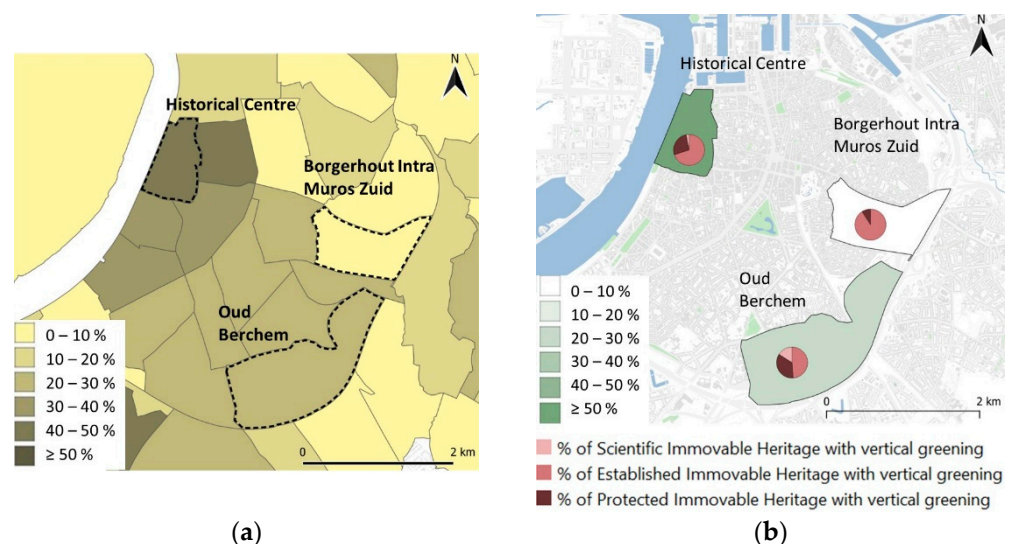 N
Historical Centre
Borgerhout Intra
Muros Zuid
Oud
Berchem
0 – 10 %
10 – 20 %
20 – 30 %
30 – 40 %
40 – 50 %
≥ 50 %
0 2 km
(a)
N
Historical Centre
Borgerhout Intra
Muros Zuid
Oud
Berchem
0 – 10 %
10 – 20 %
20 – 30 %
30 – 40 %
40 – 50 %
≥ 50 %
0 2 km
% of Scientific Immovable Heritage with vertical greening
% of Established Immovable Heritage with vertical greening
% of Protected Immovable Heritage with vertical greening
(b)